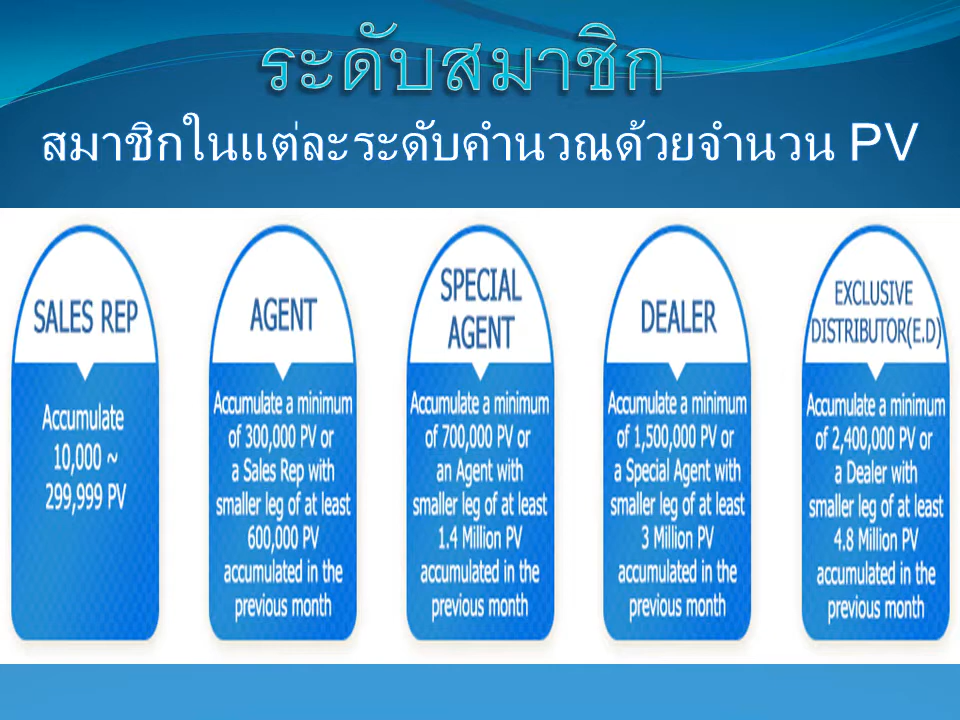 ระดับสมาชิก
สมาชิกในแต่ละระดับคำนวณด้วยจำนวน PV
SALES REP
Accumulate
10,000 ~
299,999 PV
AGENT
Accumulate a minimum
of 300,000 PV or
a Sales Rep with
smaller leg of at least
600,000 PV
accumulated in the
previous month
SPECIAL
AGENT
Accumulate a minimum
of 700,000 PV or
an Agent with
smaller leg of at least
1.4 Million PV
accumulated in the
previous month
DEALER
Accumulate a minimum
of 1,500,000 PV or
a Special Agent with
smaller leg of at least
3 Million PV
accumulated in the
previous month
EXCLUSIVE
DISTRIBUTOR(E.D)
Accumulate a minimum
of 2,400,000 PV or
a Dealer with
smaller leg of at least
4.8 Million PV
accumulated in the
previous month